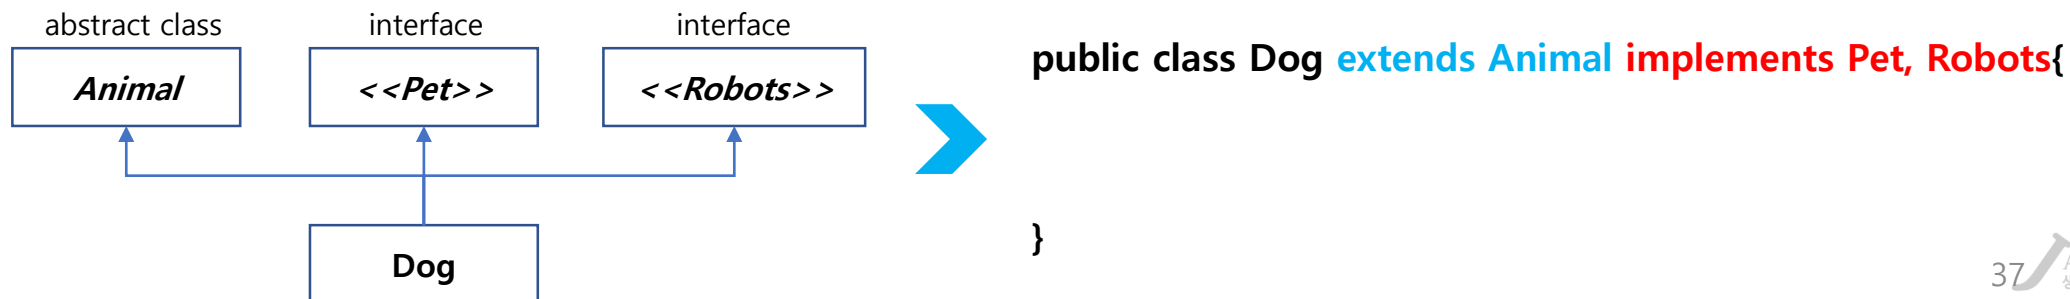 abstract class
interface
interface
Animal
<<Pet>>
<<Robots>>
Dog
public class Dog extends Animal implements Pet, Robots{
}
37